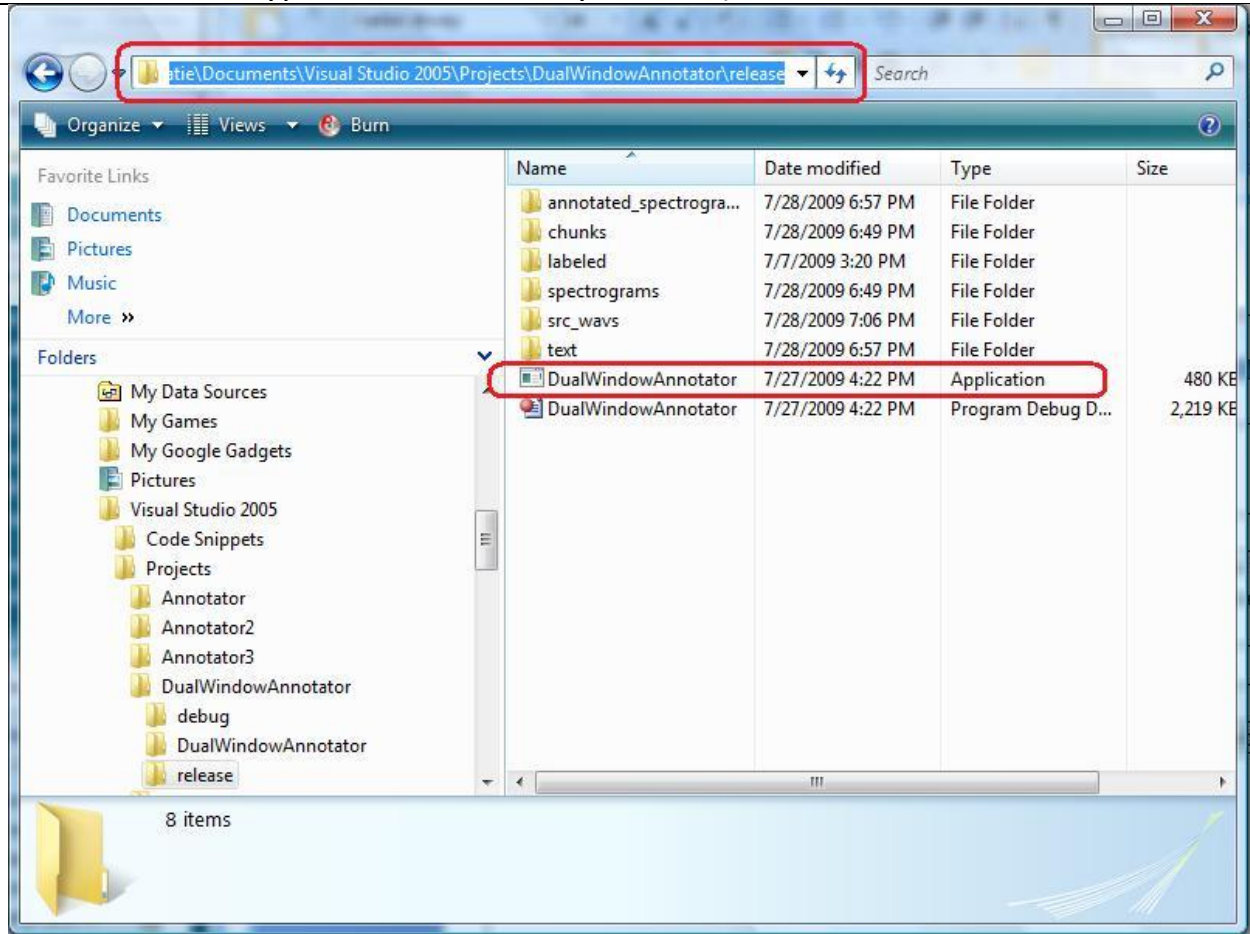 atie\Documents\Visual Studio 2005\Projects\DualWindowAnnotator\release Search
Organize Views Burn
Favorite Links
Documents
Pictures
Music
More »
Folders
My Data Sources
My Games
My Google Gadgets
Pictures
Visual Studio 2005
Code Snippets
Projects
Annotator
Annotator2
Annotator3
DualWindowAnnotator
debug
DualWindowAnnotator
release
Name Date modified Type Size
annotated_spectrogra... 7/28/2009 6:57 PM File Folder
chunks 7/28/2009 6:49 PM File Folder
labeled 7/7/2009 3:20 PM File Folder
spectrograms 7/28/2009 6:49 PM File Folder
src_wavs 7/28/2009 7:06 PM File Folder
text 7/28/2009 6:57 PM File Folder
DualWindowAnnotator 7/27/2009 4:22 PM Application 480 KB
DualWindowAnnotator 7/27/2009 4:22 PM Program Debug D... 2,219 KB
8 items